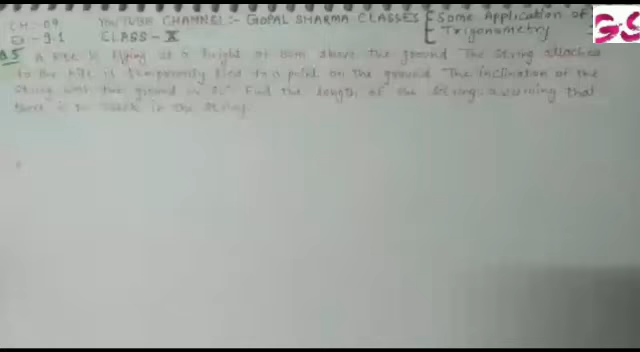 CH:-09 YOUTUBE CHANNEL:- GOPAL SHARMA CLASSES Some Application of
EX:-9.1 CLASS-X Trigonometry
GS
Q5 A kite is flying at a height of 60m above the ground The string attached
to the kite is temporarily tied to a point on the ground The inclination of the
string with the ground is 60° Find the length of the string, assuming that
there is no slack in the string.